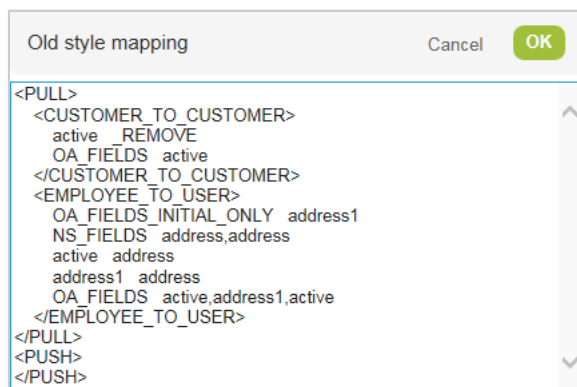 Old style mapping Cancel OK
<PULL>
<CUSTOMER_TO_CUSTOMER>
active _REMOVE
OA_FIELDS active
</CUSTOMER_TO_CUSTOMER>
<EMPLOYEE_TO_USER>
OA_FIELDS_INITIAL_ONLY address1
NS_FIELDS address,address
active address
address1 address
OA_FIELDS active,address1,active
</EMPLOYEE_TO_USER>
</PULL>
<PUSH>
</PUSH>